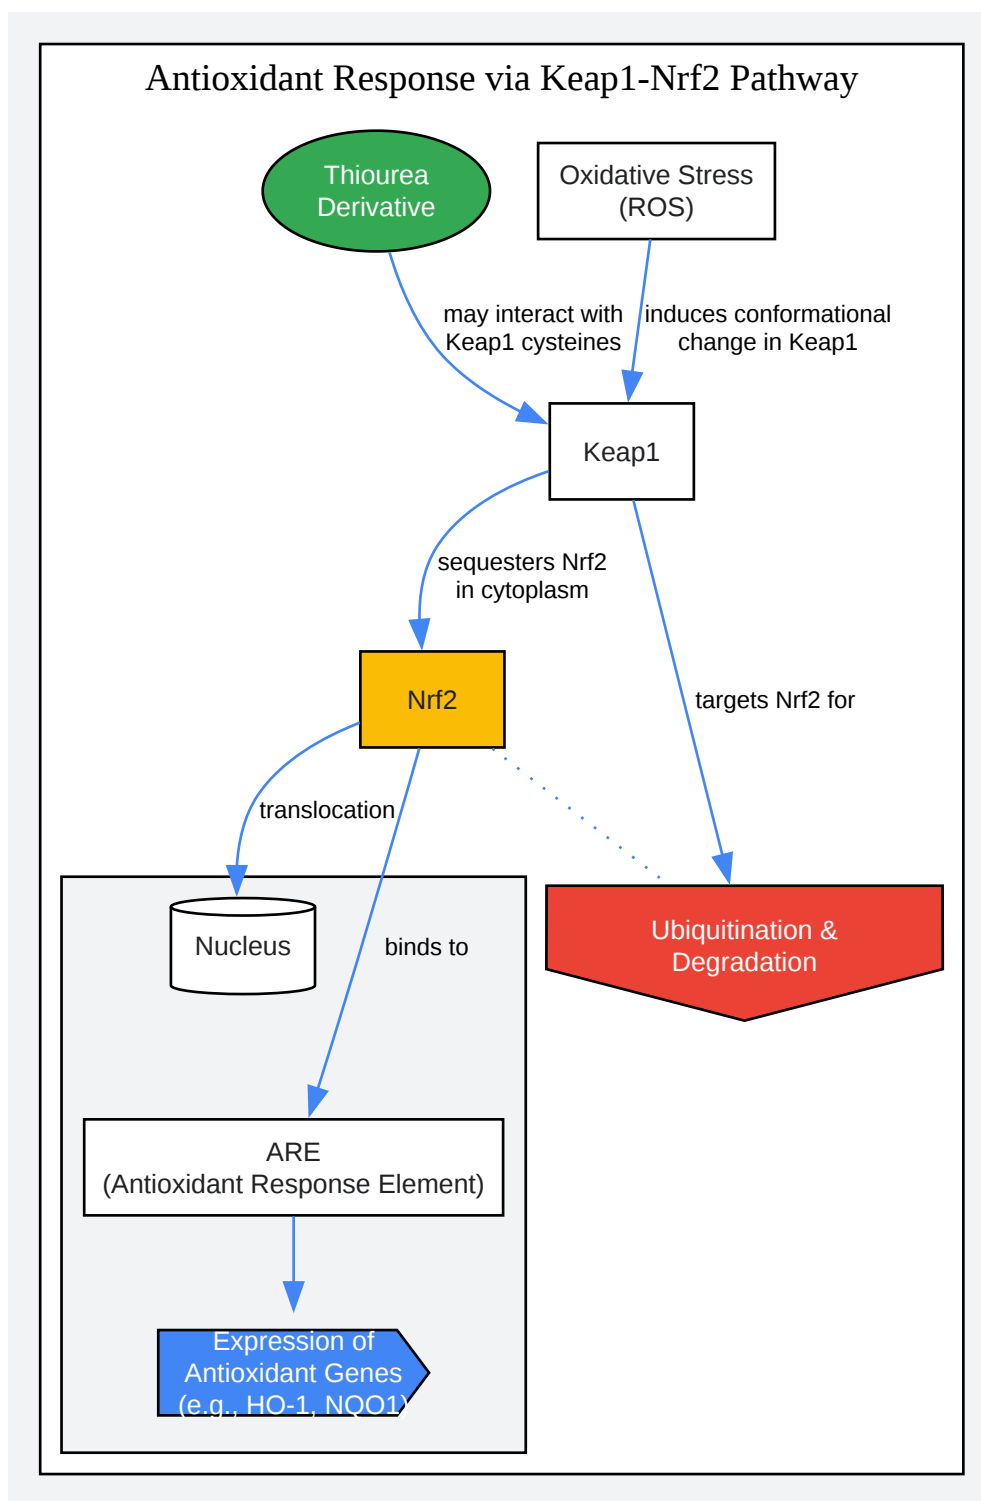 Antioxidant Response via Keap1-Nrf2 Pathway
Thiourea
Derivative
Oxidative Stress
(ROS)
may interact with
Keap1 cysteines
induces conformational
change in Keap1
Keap1
sequesters Nrf2
in cytoplasm
Nrf2
targets Nrf2 for
translocation
Nucleus
binds to
Ubiquitination &
Degradation
ARE
(Antioxidant Response Element)
Expression of
Antioxidant Genes
(e.g., HO-1, NQO1)